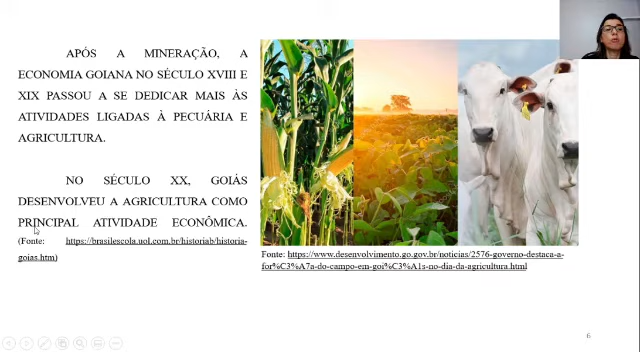 APÓS A MINERAÇÃO, A
ECONOMIA GOIANA NO SÉCULO XVIII E
XIX PASSOU A SE DEDICAR MAIS ÀS
ATIVIDADES LIGADAS À PECUÁRIA E
AGRICULTURA.
NO SÉCULO XX, GOIÁS
DESENVOLVEU A AGRICULTURA COMO
PRINCIPAL ATIVIDADE ECONÔMICA.
(Fonte: https://brasilescola.uol.com.br/historiab/historia-
goias.htm)
Fonte: https://www.desenvolvimento.go.gov.br/noticias/2576-governo-destaca-a-
for%C3%A7a-do-campo-em-goi%C3%A1s-no-dia-da-agricultura.html
6